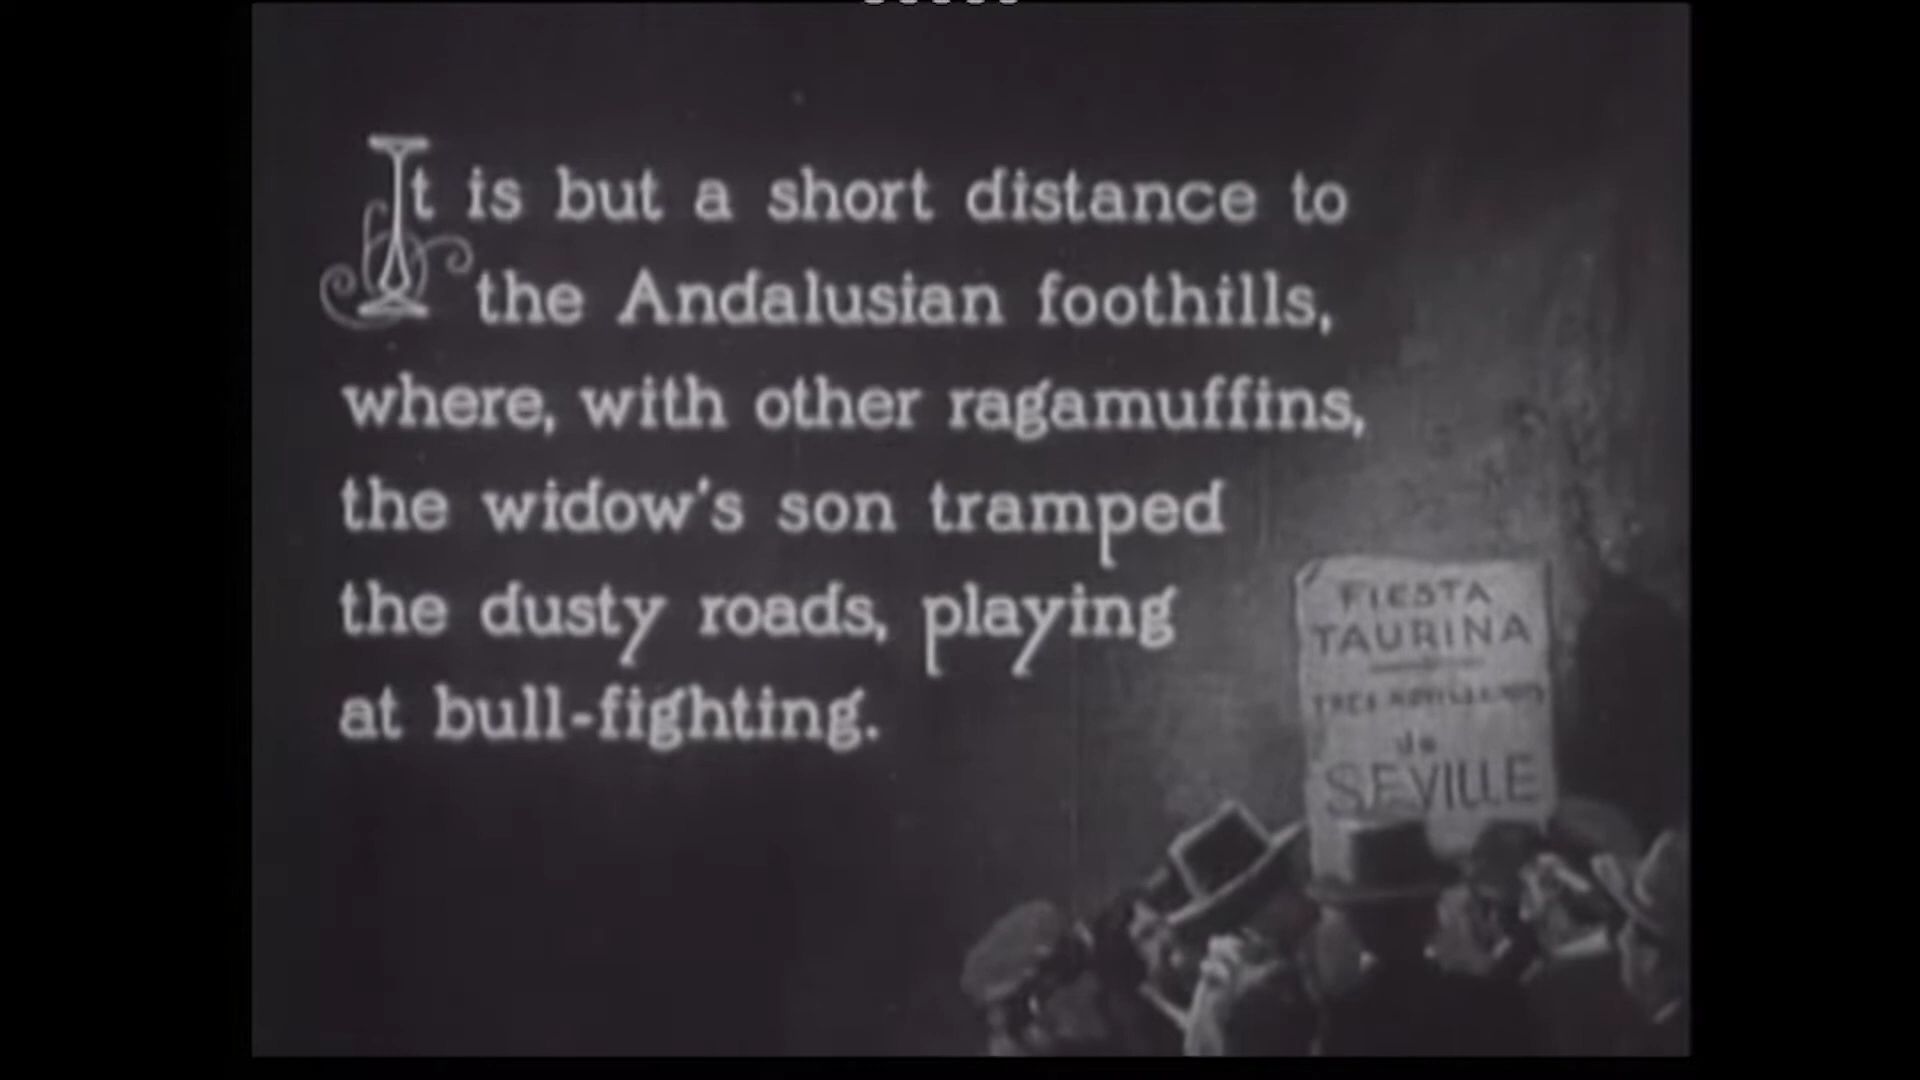 It is but a short distance to
the Andalusian foothills,
where, with other ragamuffins,
the widow's son tramped
the dusty roads, playing
at bull-fighting.
FIESTA
TAURINA
de
SEVILLE